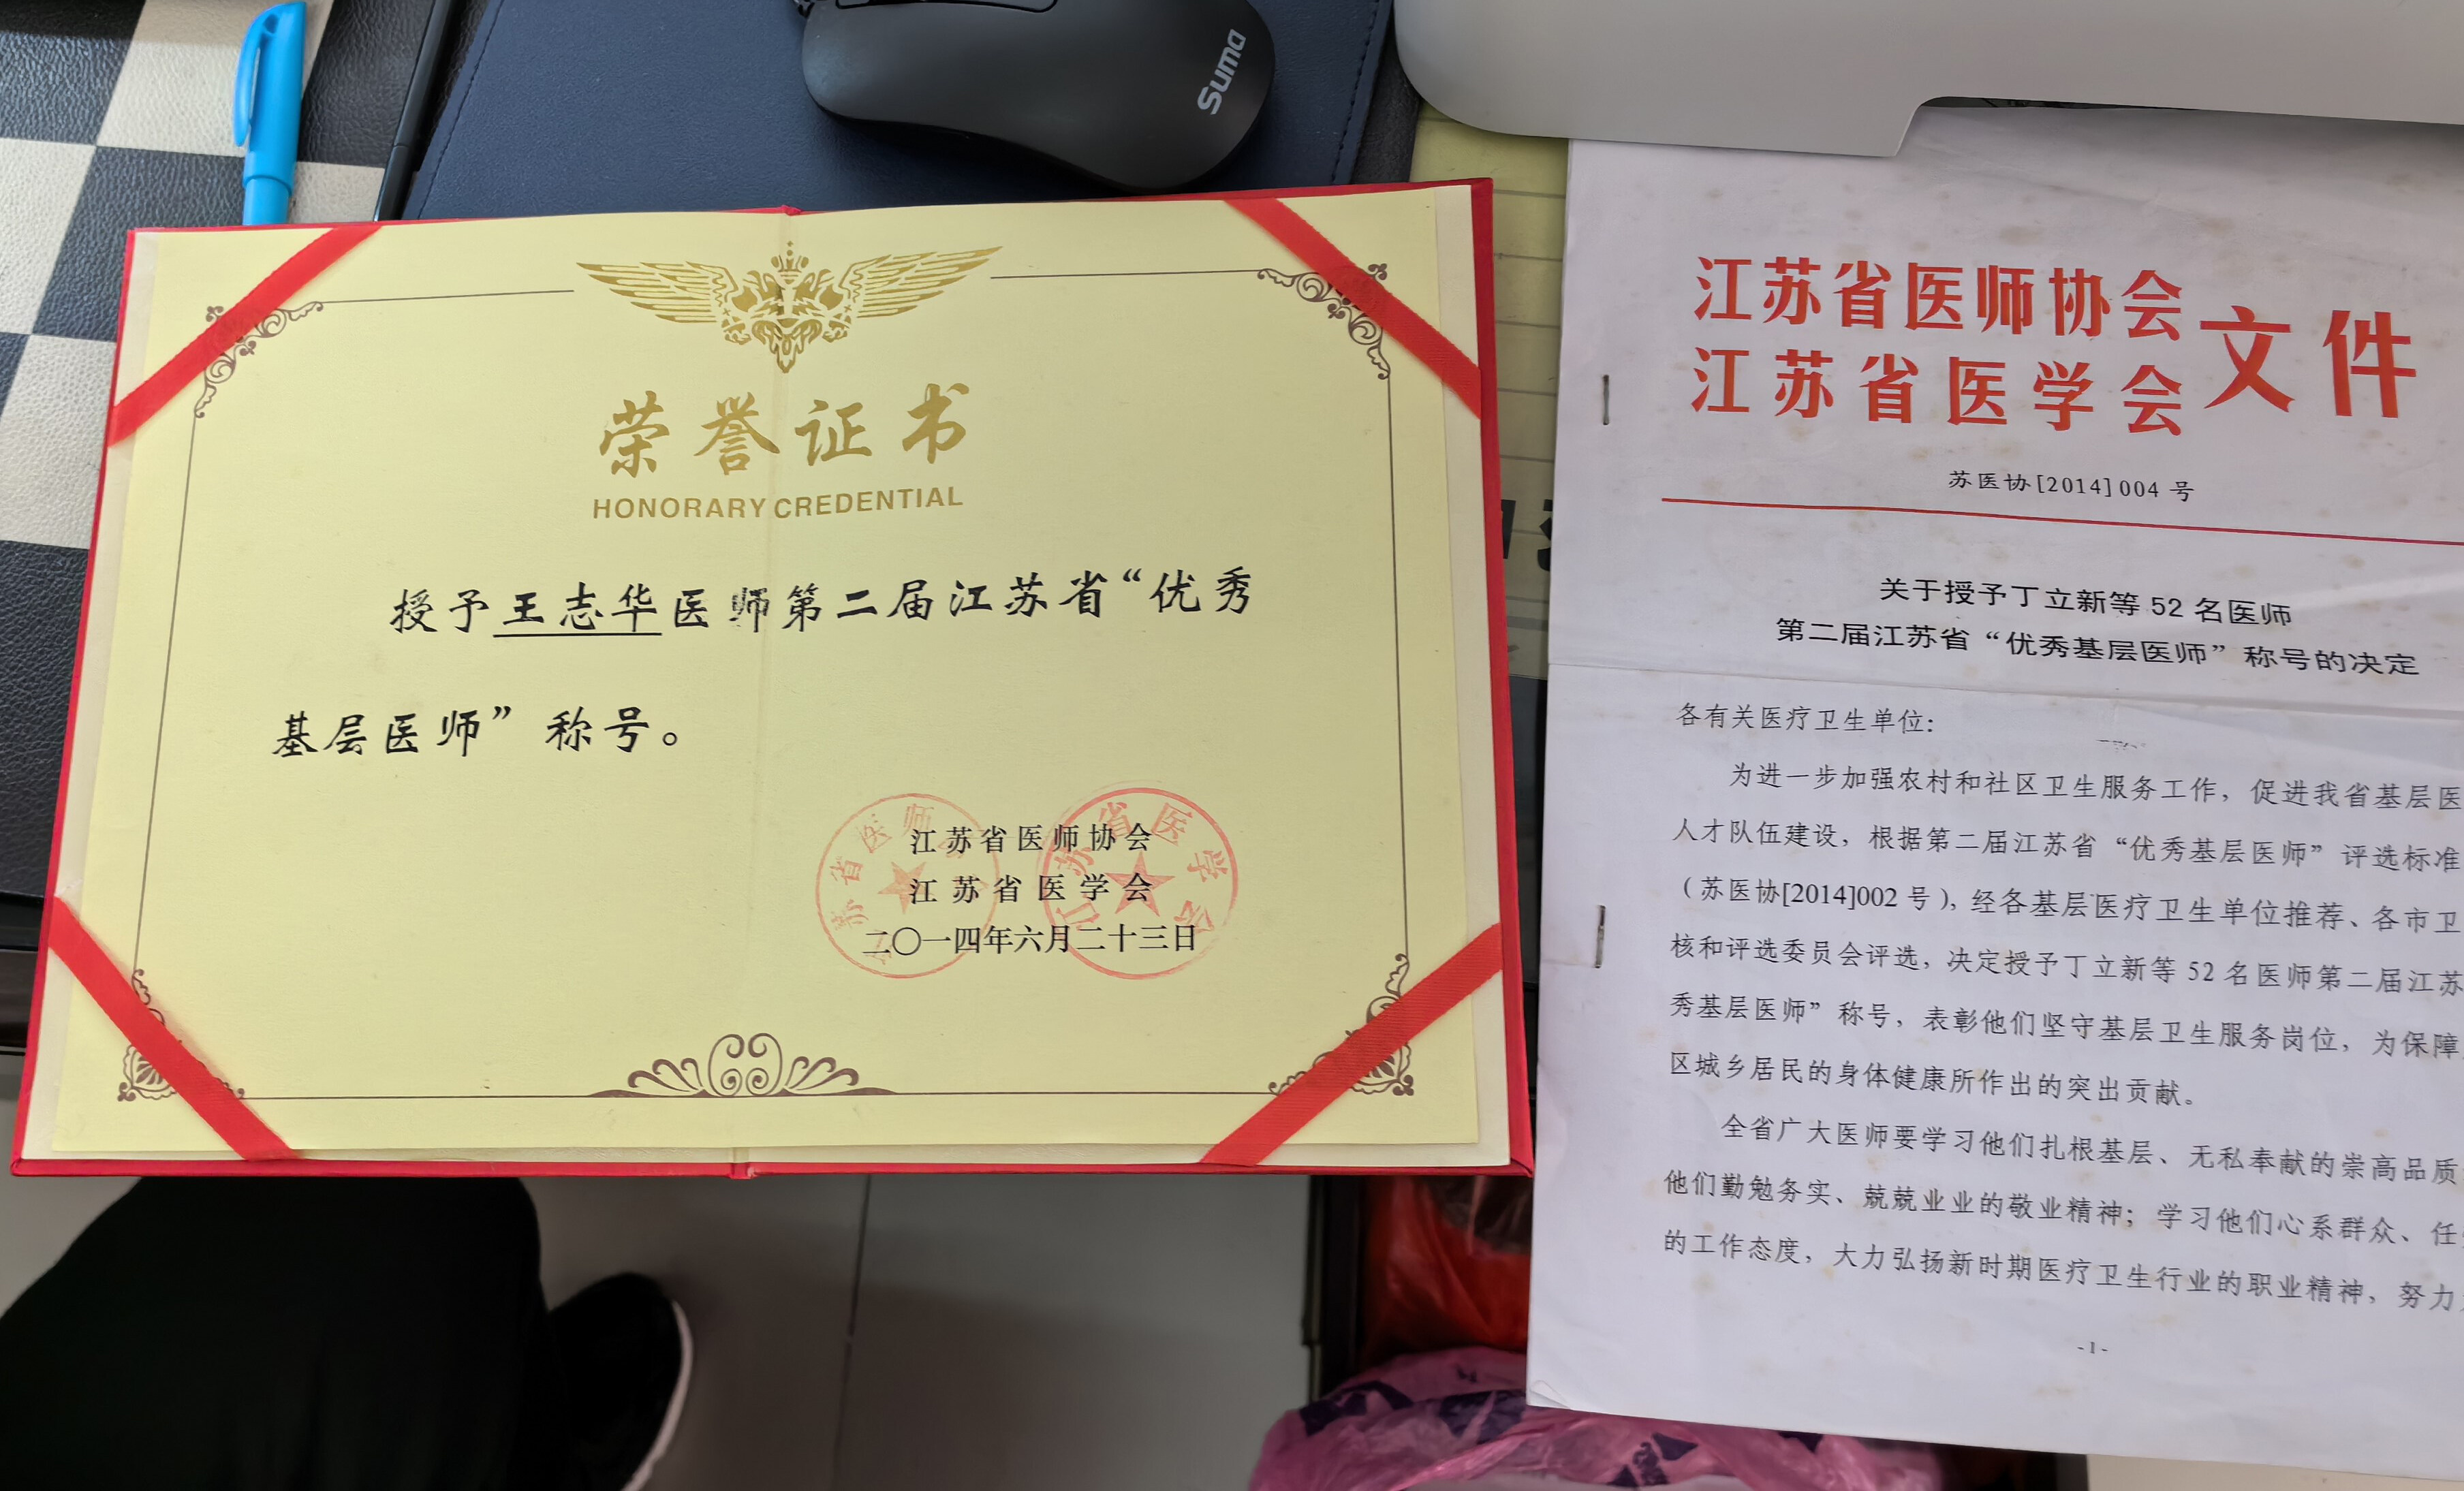 Suma
荣誉证书
HONORARY CREDENTIAL
授予王志华医师第二届江苏省“优秀
基层医师”称号。
江苏省医师协会
江苏省医学会
二〇一四年六月二十三日
省医师
江苏省医学会
江苏省医师协会
江苏省医学会
文件
苏医协[2014]004号
关于授予丁立新等52名医师
第二届江苏省“优秀基层医师”称号的决定
各有关医疗卫生单位：
为进一步加强农村和社区卫生服务工作，促进我省基层医
人才队伍建设，根据第二届江苏省“优秀基层医师”评选标准
（苏医协[2014]002号），经各基层医疗卫生单位推荐、各市卫
核和评选委员会评选，决定授予丁立新等52名医师第二届江苏
秀基层医师”称号，表彰他们坚守基层卫生服务岗位，为保障
区城乡居民的身体健康所作出的突出贡献。
全省广大医师要学习他们扎根基层、无私奉献的崇高品质
他们勤勉务实、兢兢业业的敬业精神；学习他们心系群众、任
的工作态度，大力弘扬新时期医疗卫生行业的职业精神，努力
-1-